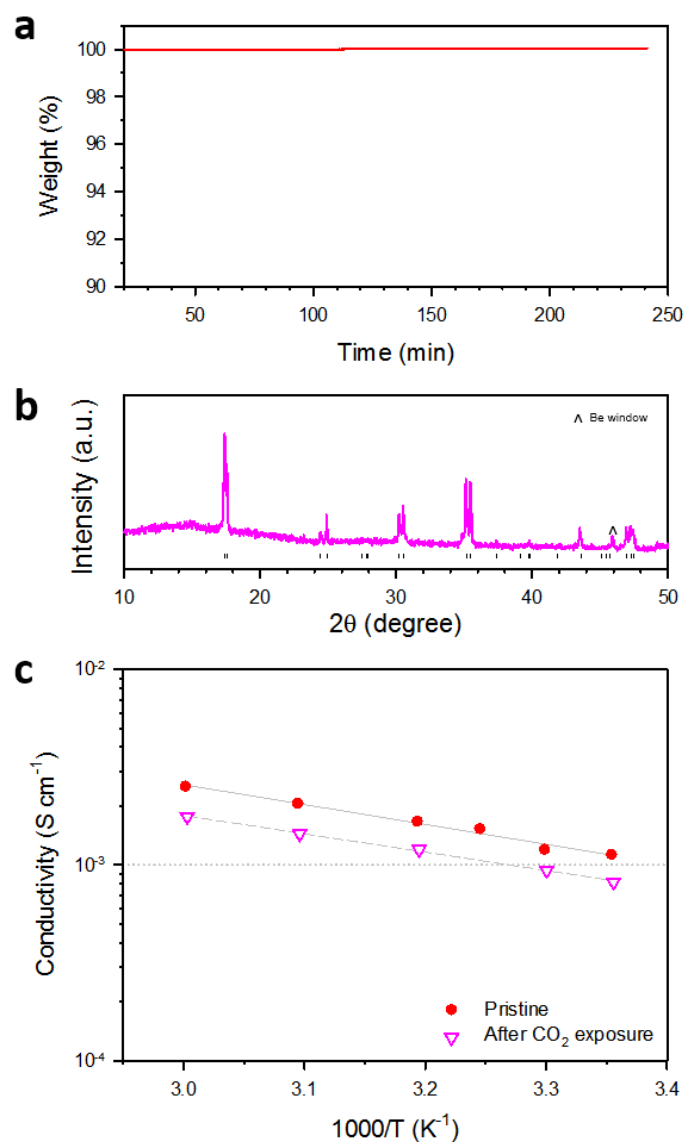 a
100
98
96
94
92
90
Weight (%)
50 100 150 200 250
Time (min)
b
Intensity (a.u.)
^ Be window
^
10 20 30 40 50
2θ (degree)
c
10⁻²
10⁻³
10⁻⁴
Conductivity (S cm⁻¹)
Pristine
After CO₂ exposure
3.0 3.1 3.2 3.3 3.4
1000/T (K⁻¹)